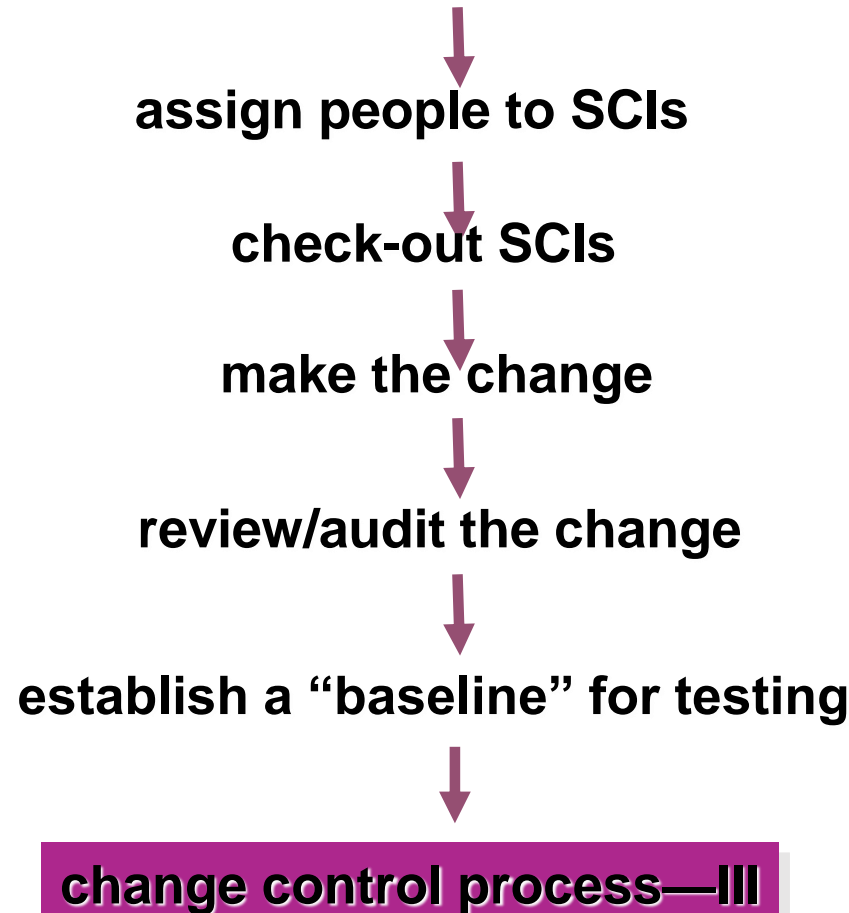 assign people to SCIs
check-out SCIs
make the change
review/audit the change
establish a “baseline” for testing
change control process—III